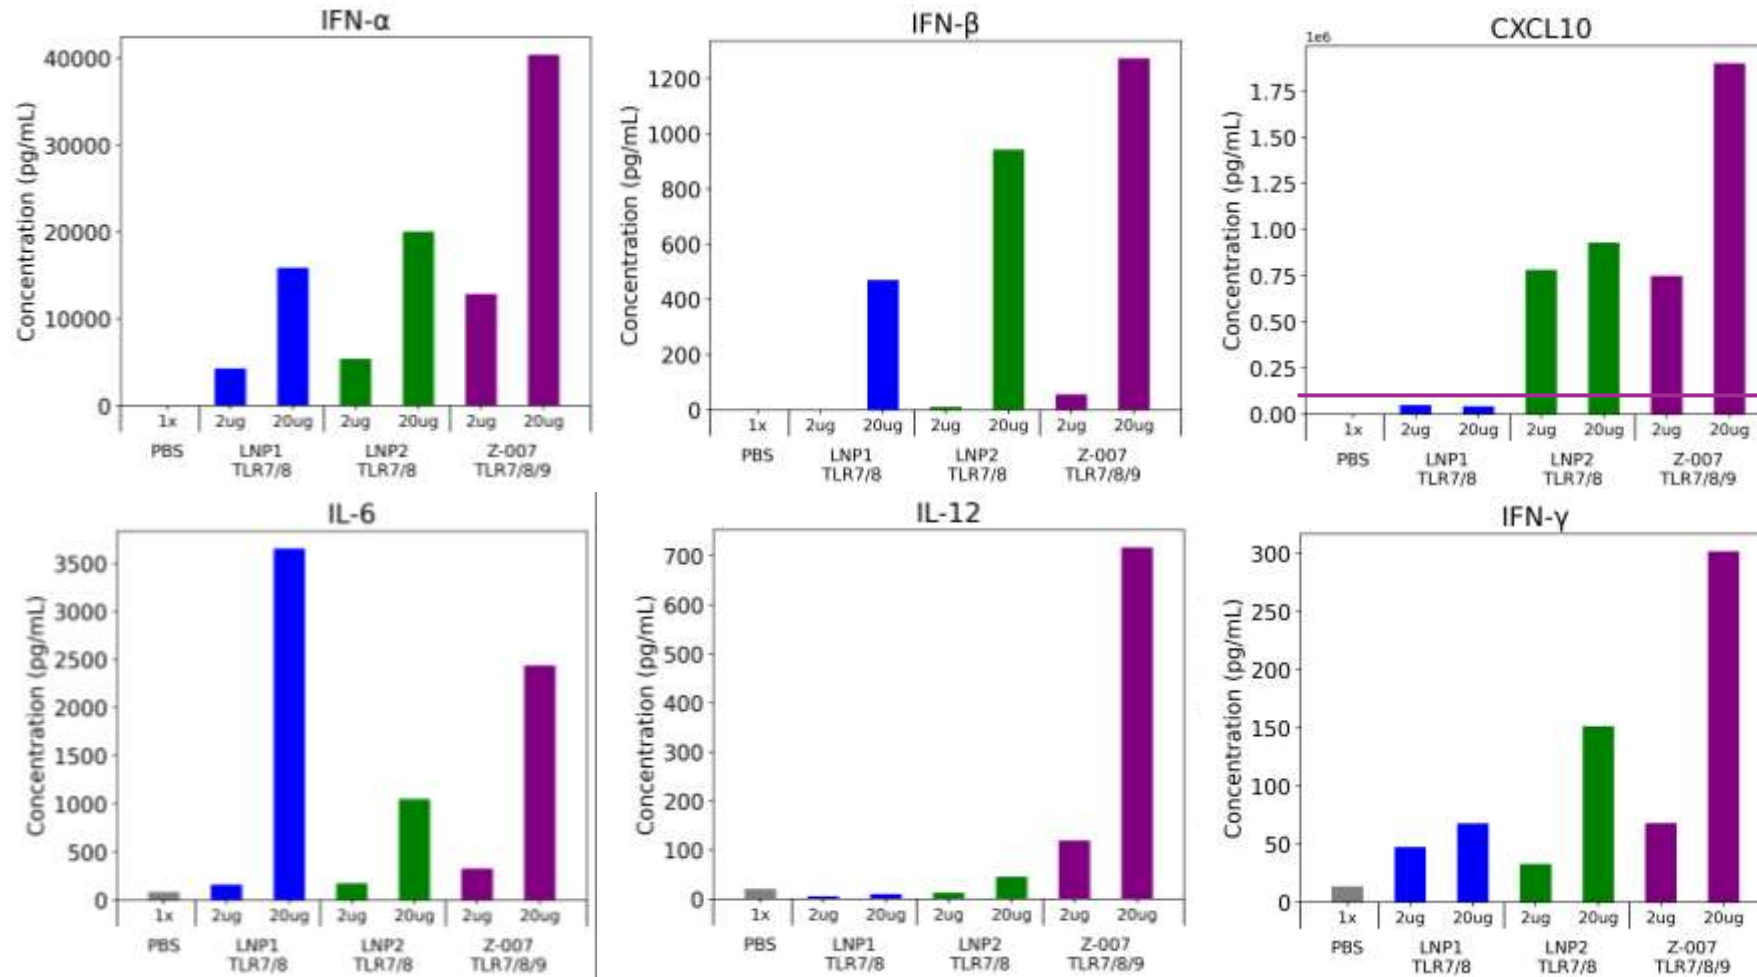 IFN-α
Concentration (pg/mL)
40000
30000
20000
10000
0
1x 2ug 20ug 2ug 20ug 2ug 20ug
PBS LNP1 LNP2 Z-007
TLR7/8 TLR7/8 TLR7/8/9
IFN-β
Concentration (pg/mL)
1200
1000
800
600
400
200
0
1x 2ug 20ug 2ug 20ug 2ug 20ug
PBS LNP1 LNP2 Z-007
TLR7/8 TLR7/8 TLR7/8/9
CXCL10
1e6
Concentration (pg/mL)
1.75
1.50
1.25
1.00
0.75
0.50
0.25
0.00
1x 2ug 20ug 2ug 20ug 2ug 20ug
PBS LNP1 LNP2 Z-007
TLR7/8 TLR7/8 TLR7/8/9
IL-6
Concentration (pg/mL)
3500
3000
2500
2000
1500
1000
500
0
1x 2ug 20ug 2ug 20ug 2ug 20ug
PBS LNP1 LNP2 Z-007
TLR7/8 TLR7/8 TLR7/8/9
IL-12
Concentration (pg/mL)
700
600
500
400
300
200
100
0
1x 2ug 20ug 2ug 20ug 2ug 20ug
PBS LNP1 LNP2 Z-007
TLR7/8 TLR7/8 TLR7/8/9
IFN-γ
Concentration (pg/mL)
300
250
200
150
100
50
0
1x 2ug 20ug 2ug 20ug 2ug 20ug
PBS LNP1 LNP2 Z-007
TLR7/8 TLR7/8 TLR7/8/9